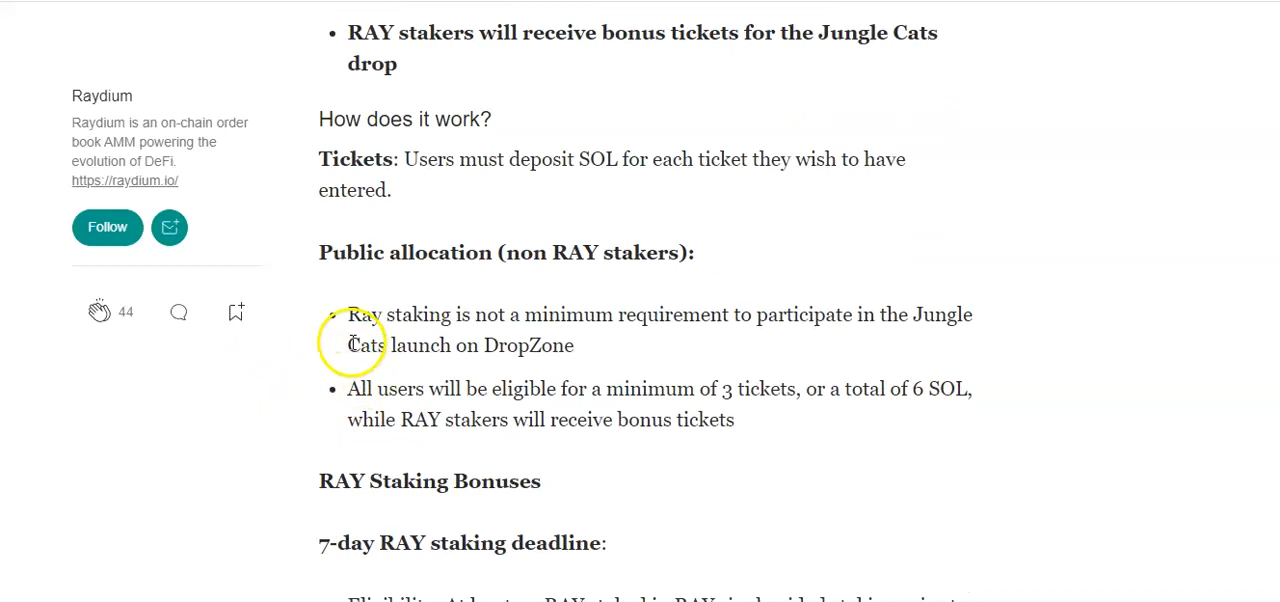 RAY stakers will receive bonus tickets for the Jungle Cats
drop
Raydium
Raydium is an on-chain order
book AMM powering the
evolution of DeFi.
https://raydium.io/
Follow
44
How does it work?
Tickets: Users must deposit SOL for each ticket they wish to have
entered.
Public allocation (non RAY stakers):
Ray staking is not a minimum requirement to participate in the Jungle
Cats launch on DropZone
All users will be eligible for a minimum of 3 tickets, or a total of 6 SOL,
while RAY stakers will receive bonus tickets
RAY Staking Bonuses
7-day RAY staking deadline: